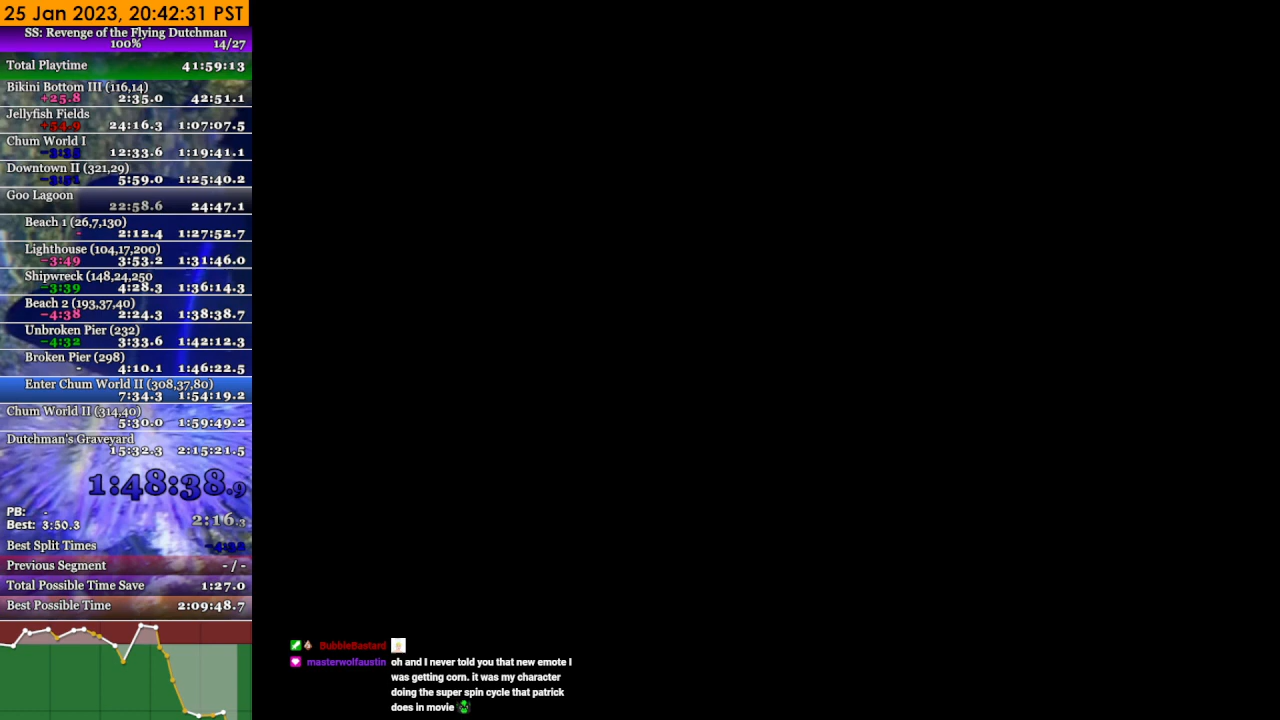 25 Jan 2023, 20:42:31 PST
SS: Revenge of the Flying Dutchman
100% 14/27
Total Playtime 41:59:13
Bikini Bottom III (116,14)
+25.8 2:35.0 42:51.1
Jellyfish Fields
+54.9 24:16.3 1:07:07.5
Chum World I
12:33.6 1:19:41.1
Downtown II (321,29)
5:59.0 1:25:40.2
Goo Lagoon
22:58.6 24:47.1
Beach 1 (26,7,130)
- 2:12.4 1:27:52.7
Lighthouse (104,17,200)
−3:49 3:53.2 1:31:46.0
Shipwreck (148,24,250
−3:39 4:28.3 1:36:14.3
Beach 2 (193,37,40)
−4:38 2:24.3 1:38:38.7
Unbroken Pier (232)
−4:32 3:33.6 1:42:12.3
Broken Pier (298)
- 4:10.1 1:46:22.5
Enter Chum World II (308,37,80)
7:34.3 1:54:19.2
Chum World II (314,40)
5:30.0 1:59:49.2
Dutchman's Graveyard
15:32.3 2:15:21.5
1:48:38.9
PB: -
Best: 3:50.3 2:16.3
Best Split Times
Previous Segment - / -
Total Possible Time Save 1:27.0
Best Possible Time 2:09:48.7
BubbleBastard
masterwolfaustin oh and I never told you that new emote I
was getting corn. it was my character
doing the super spin cycle that patrick
does in movie